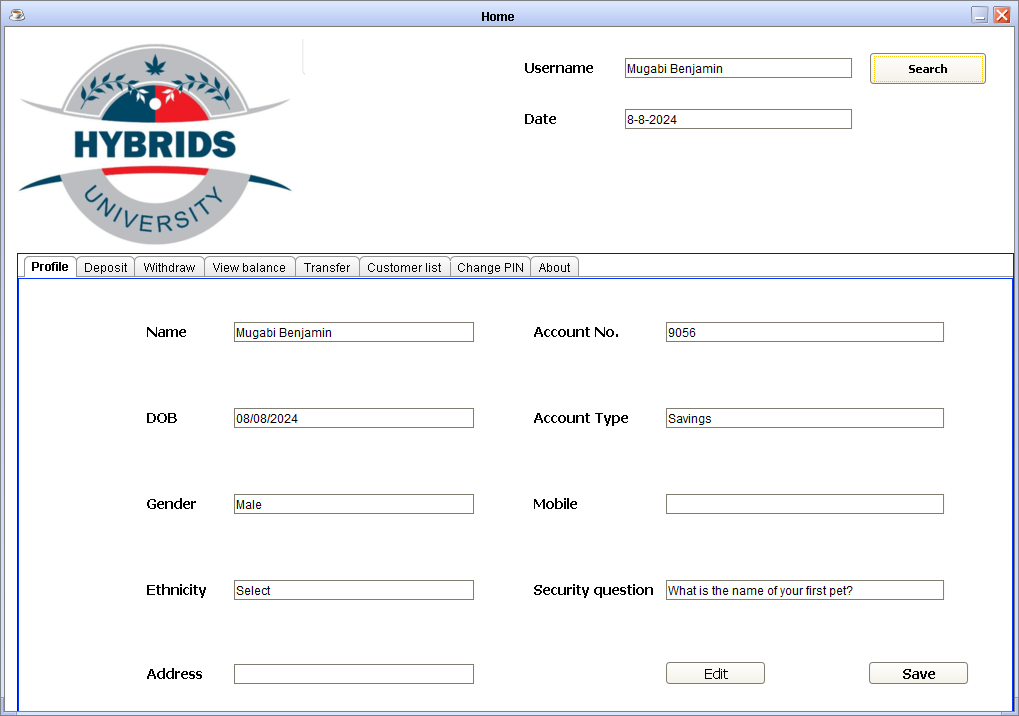 Home
HYBRIDS
UNIVERSITY
Username Mugabi Benjamin Search
Date 8-8-2024
Profile Deposit Withdraw View balance Transfer Customer list Change PIN About
Name Mugabi Benjamin Account No. 9056
DOB 08/08/2024 Account Type Savings
Gender Male Mobile
Ethnicity Select Security question What is the name of your first pet?
Address Edit Save